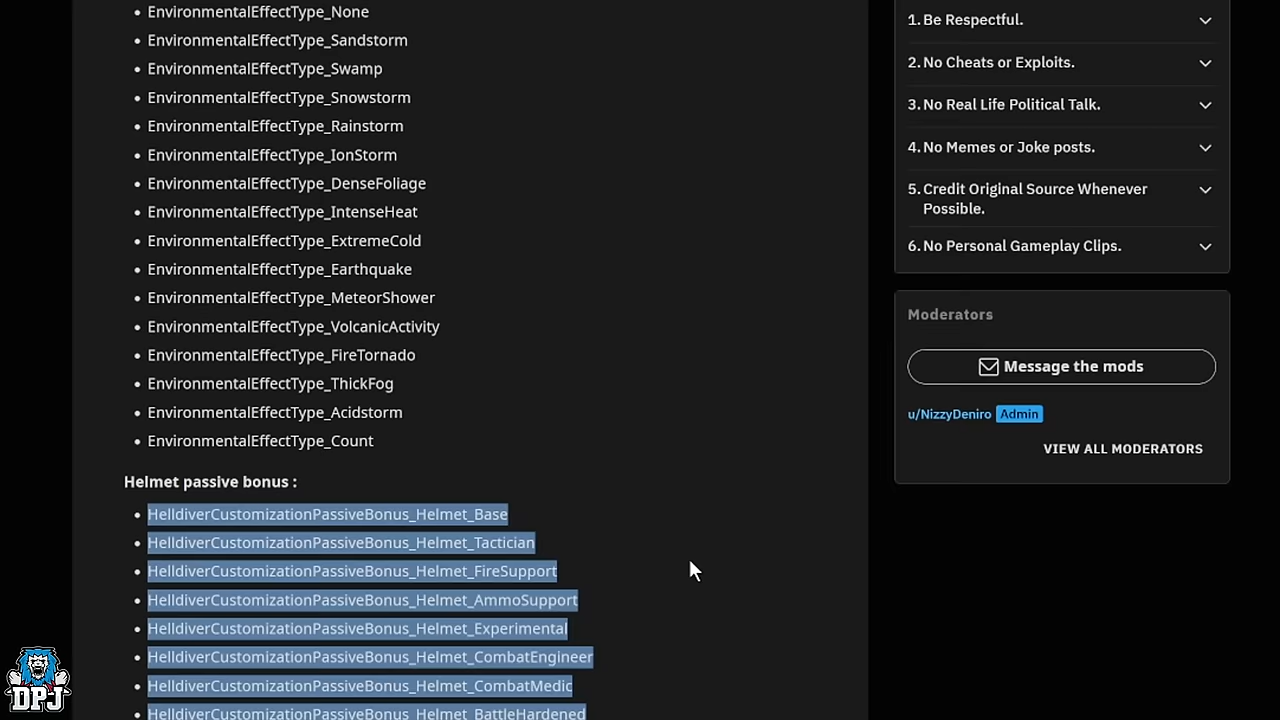 EnvironmentalEffectType_None
EnvironmentalEffectType_Sandstorm
EnvironmentalEffectType_Swamp
EnvironmentalEffectType_Snowstorm
EnvironmentalEffectType_Rainstorm
EnvironmentalEffectType_IonStorm
EnvironmentalEffectType_DenseFoliage
EnvironmentalEffectType_IntenseHeat
EnvironmentalEffectType_ExtremeCold
EnvironmentalEffectType_Earthquake
EnvironmentalEffectType_MeteorShower
EnvironmentalEffectType_VolcanicActivity
EnvironmentalEffectType_FireTornado
EnvironmentalEffectType_ThickFog
EnvironmentalEffectType_Acidstorm
EnvironmentalEffectType_Count
Helmet passive bonus :
HelldiverCustomizationPassiveBonus_Helmet_Base
HelldiverCustomizationPassiveBonus_Helmet_Tactician
HelldiverCustomizationPassiveBonus_Helmet_FireSupport
HelldiverCustomizationPassiveBonus_Helmet_AmmoSupport
HelldiverCustomizationPassiveBonus_Helmet_Experimental
HelldiverCustomizationPassiveBonus_Helmet_CombatEngineer
HelldiverCustomizationPassiveBonus_Helmet_CombatMedic
HelldiverCustomizationPassiveBonus_Helmet_BattleHardened
1. Be Respectful.
2. No Cheats or Exploits.
3. No Real Life Political Talk.
4. No Memes or Joke posts.
5. Credit Original Source Whenever
Possible.
6. No Personal Gameplay Clips.
Moderators
Message the mods
u/NizzyDeniro Admin
VIEW ALL MODERATORS
DPJ